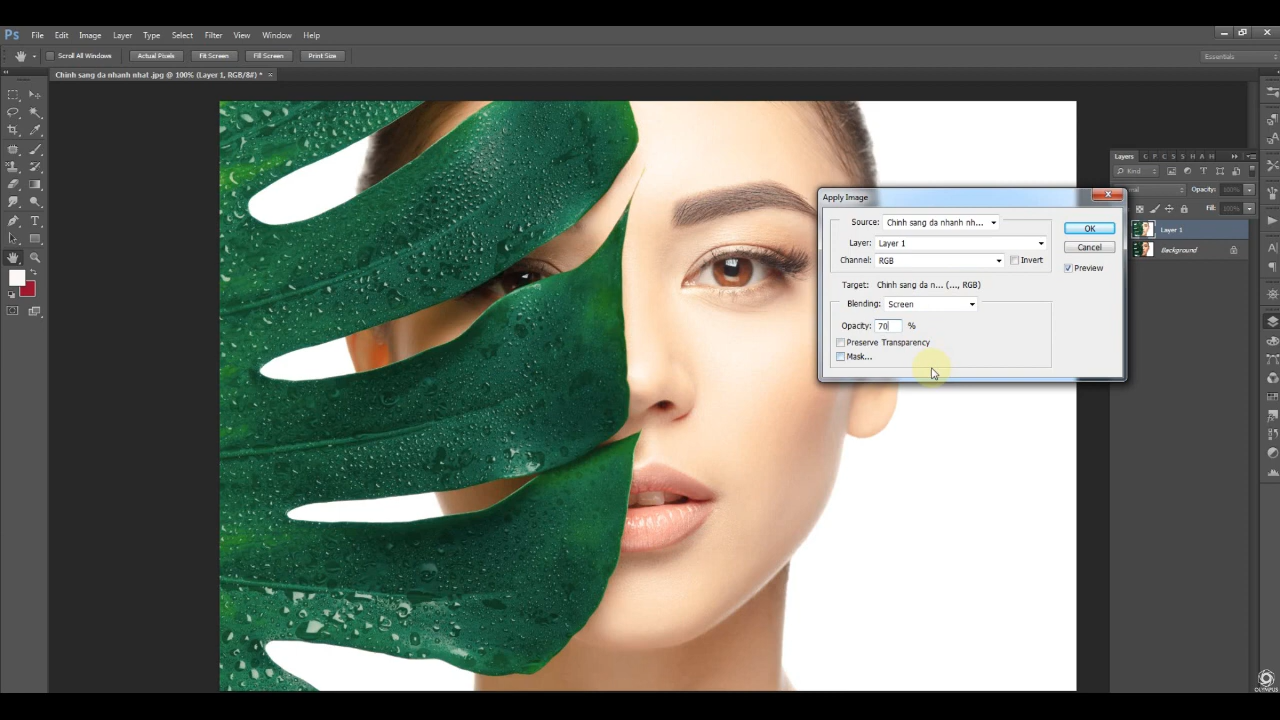 Ps File Edit Image Layer Type Select Filter View Window Help
Scroll All Windows Actual Pixels Fit Screen Fill Screen Print Size
Essentials
Chinh sang da nhanh nhat .jpg @ 100% (Layer 1, RGB/8#) * ×
Layers C P C S S H A H
Kind
Opacity: 100%
Fill: 100%
Layer 1
Background
Apply Image
Source: Chinh sang da nhanh nh...
OK
Layer: Layer 1
Cancel
Channel: RGB Invert
Preview
Target: Chinh sang da n... (..., RGB)
Blending: Screen
Opacity: 70 %
Preserve Transparency
Mask...
OLYMPUS